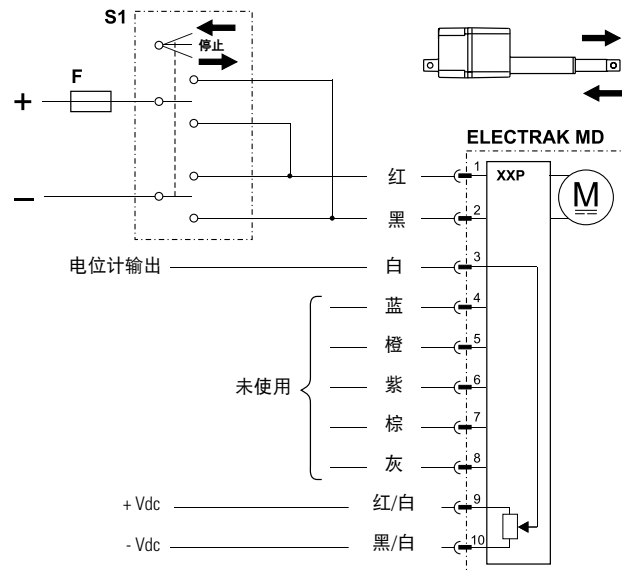 S1
停止
F
+
−
ELECTRAK MD
XXP
M
红 1
黑 2
电位计输出 白 3
蓝 4
橙 5
未使用 紫 6
棕 7
灰 8
+ Vdc 红/白 9
- Vdc 黑/白 10